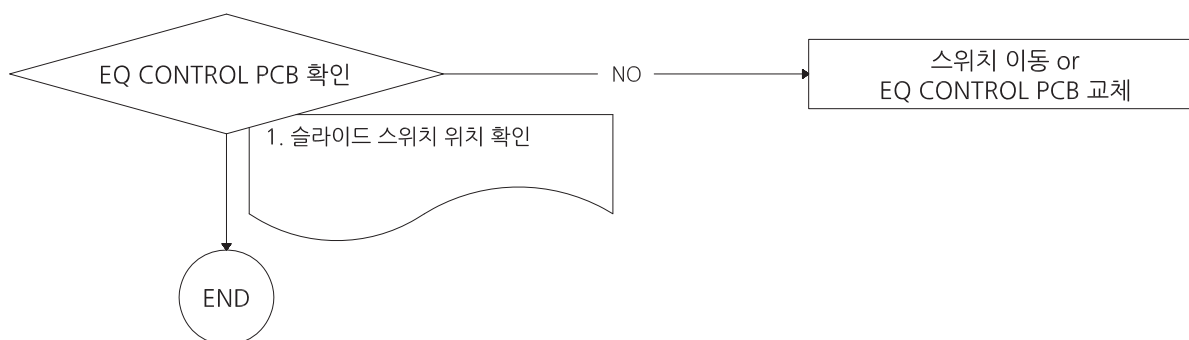 EQ CONTROL PCB 확인
NO
스위치 이동 or
EQ CONTROL PCB 교체
1. 슬라이드 스위치 위치 확인
END